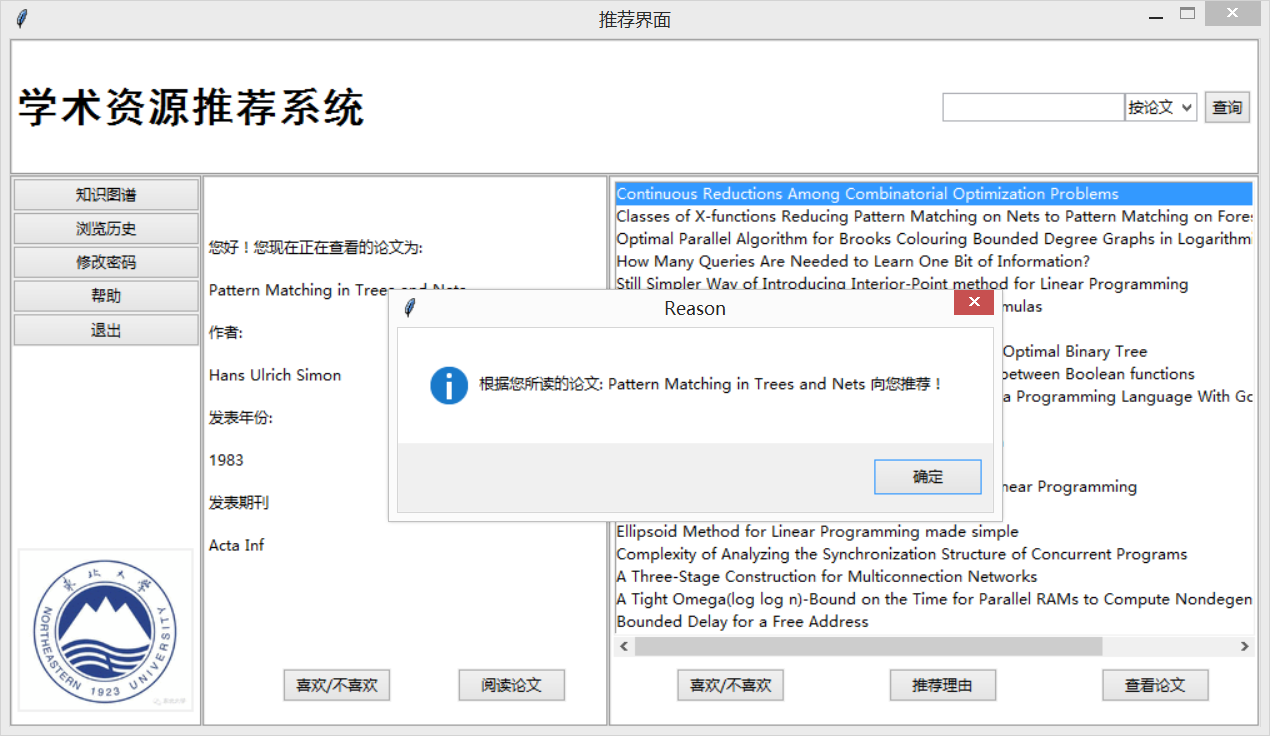 推荐界面
学术资源推荐系统
按论文
查询
知识图谱
浏览历史
修改密码
帮助
退出
東北大學
NORTHEASTERN UNIVERSITY
1923
您好！您现在正在查看的论文为:
Pattern Matching in Trees and Nets
作者:
Hans Ulrich Simon
发表年份:
1983
发表期刊
Acta Inf
喜欢/不喜欢
阅读论文
Continuous Reductions Among Combinatorial Optimization Problems
Classes of X-functions Reducing Pattern Matching on Nets to Pattern Matching on Fores
Optimal Parallel Algorithm for Brooks Colouring Bounded Degree Graphs in Logarithmi
How Many Queries Are Needed to Learn One Bit of Information?
Still Simpler Way of Introducing Interior-Point method for Linear Programming
mulas
Optimal Binary Tree
between Boolean functions
a Programming Language With Go
near Programming
Ellipsoid Method for Linear Programming made simple
Complexity of Analyzing the Synchronization Structure of Concurrent Programs
A Three-Stage Construction for Multiconnection Networks
A Tight Omega(log log n)-Bound on the Time for Parallel RAMs to Compute Nondegen
Bounded Delay for a Free Address
喜欢/不喜欢
推荐理由
查看论文
Reason
根据您所读的论文: Pattern Matching in Trees and Nets 向您推荐！
确定